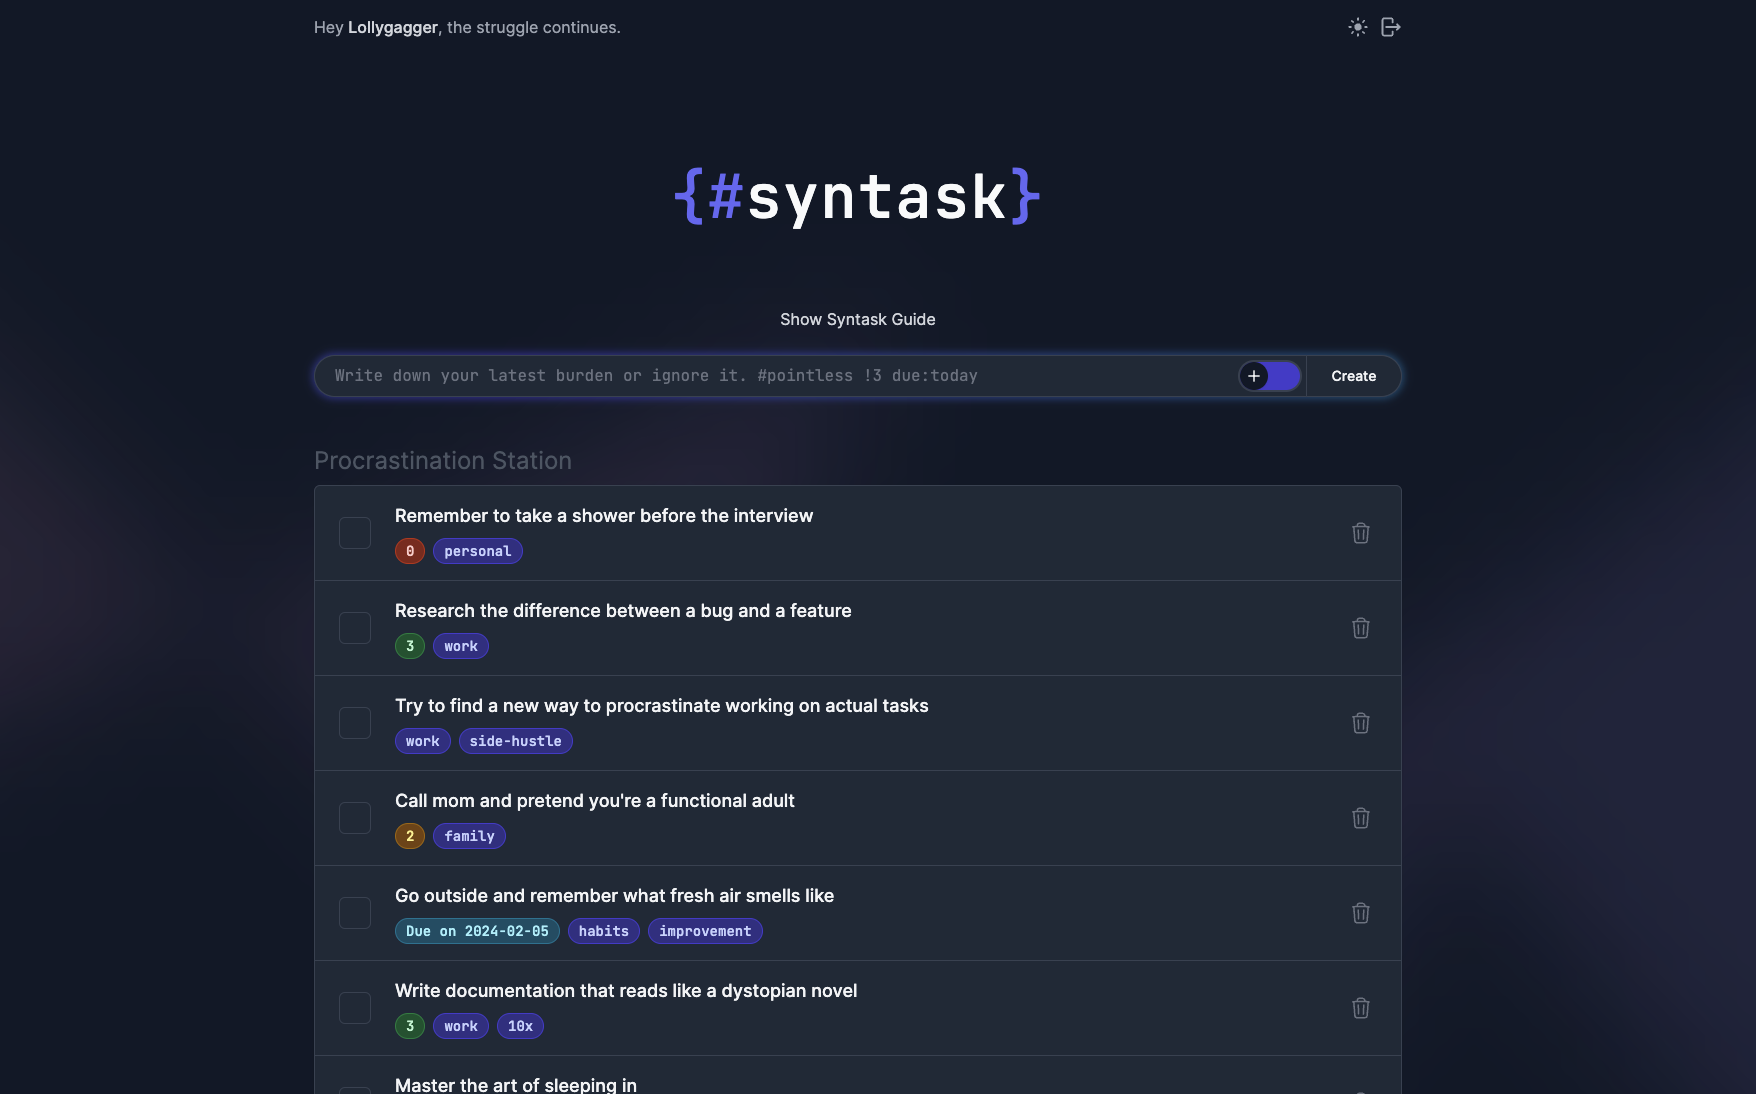 Hey Lollygagger, the struggle continues.
{#syntask}
Show Syntask Guide
Write down your latest burden or ignore it. #pointless !3 due:today
Create
Procrastination Station
Remember to take a shower before the interview
0 personal
Research the difference between a bug and a feature
3 work
Try to find a new way to procrastinate working on actual tasks
work side-hustle
Call mom and pretend you're a functional adult
2 family
Go outside and remember what fresh air smells like
Due on 2024-02-05 habits improvement
Write documentation that reads like a dystopian novel
3 work 10x
Master the art of sleeping in